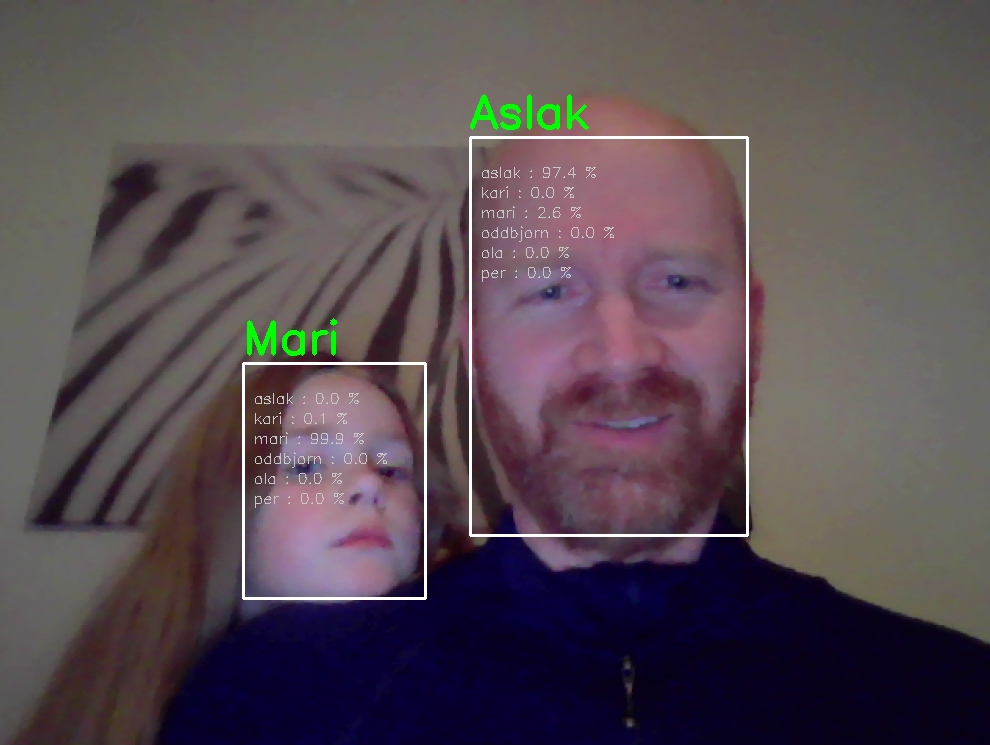 Aslak
aslak : 97.4 %
kari : 0.0 %
mari : 2.6 %
oddbjorn : 0.0 %
ola : 0.0 %
per : 0.0 %
Mari
aslak : 0.0 %
kari : 0.1 %
mari : 99.9 %
oddbjorn : 0.0 %
ola : 0.0 %
per : 0.0 %